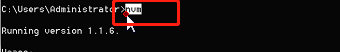 C:\Users\Administrator>nvm
Running version 1.1.6.